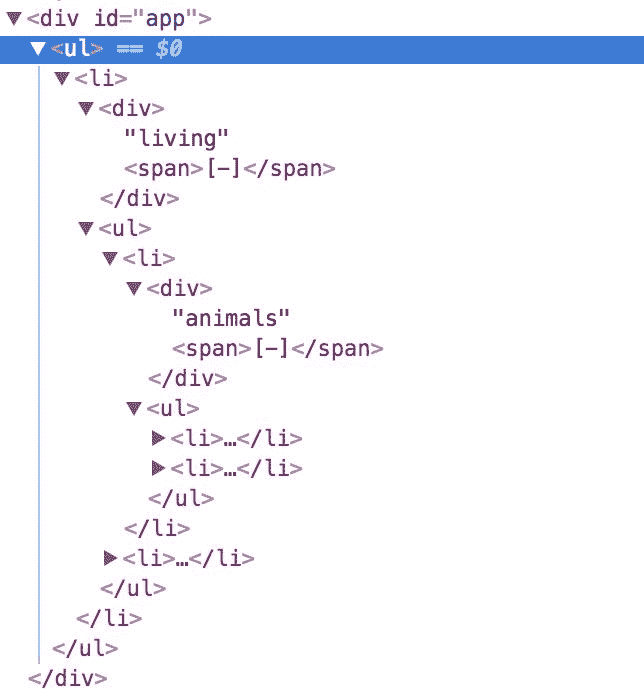 ▼<div id="app">
▼<ul> == $0
▼<li>
▼<div>
"living"
<span>[-]</span>
</div>
▼<ul>
▼<li>
▼<div>
"animals"
<span>[-]</span>
</div>
▼<ul>
▶<li>…</li>
▶<li>…</li>
</ul>
</li>
▶<li>…</li>
</ul>
</li>
</ul>
</div>